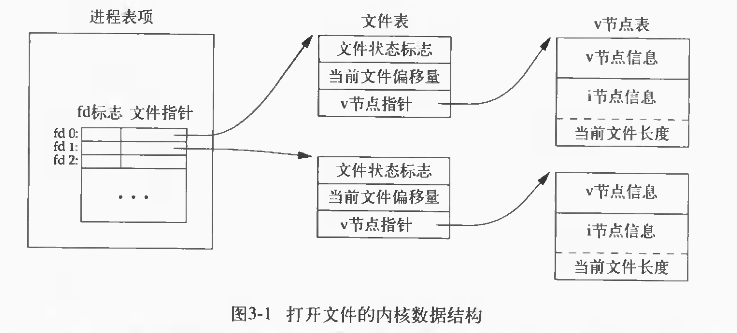 进程表项
fd标志 文件指针
fd 0:
fd 1:
fd 2:
• • •
文件表
文件状态标志
当前文件偏移量
v节点指针
文件状态标志
当前文件偏移量
v节点指针
v节点表
v节点信息
i节点信息
当前文件长度
v节点信息
i节点信息
当前文件长度
图3-1 打开文件的内核数据结构